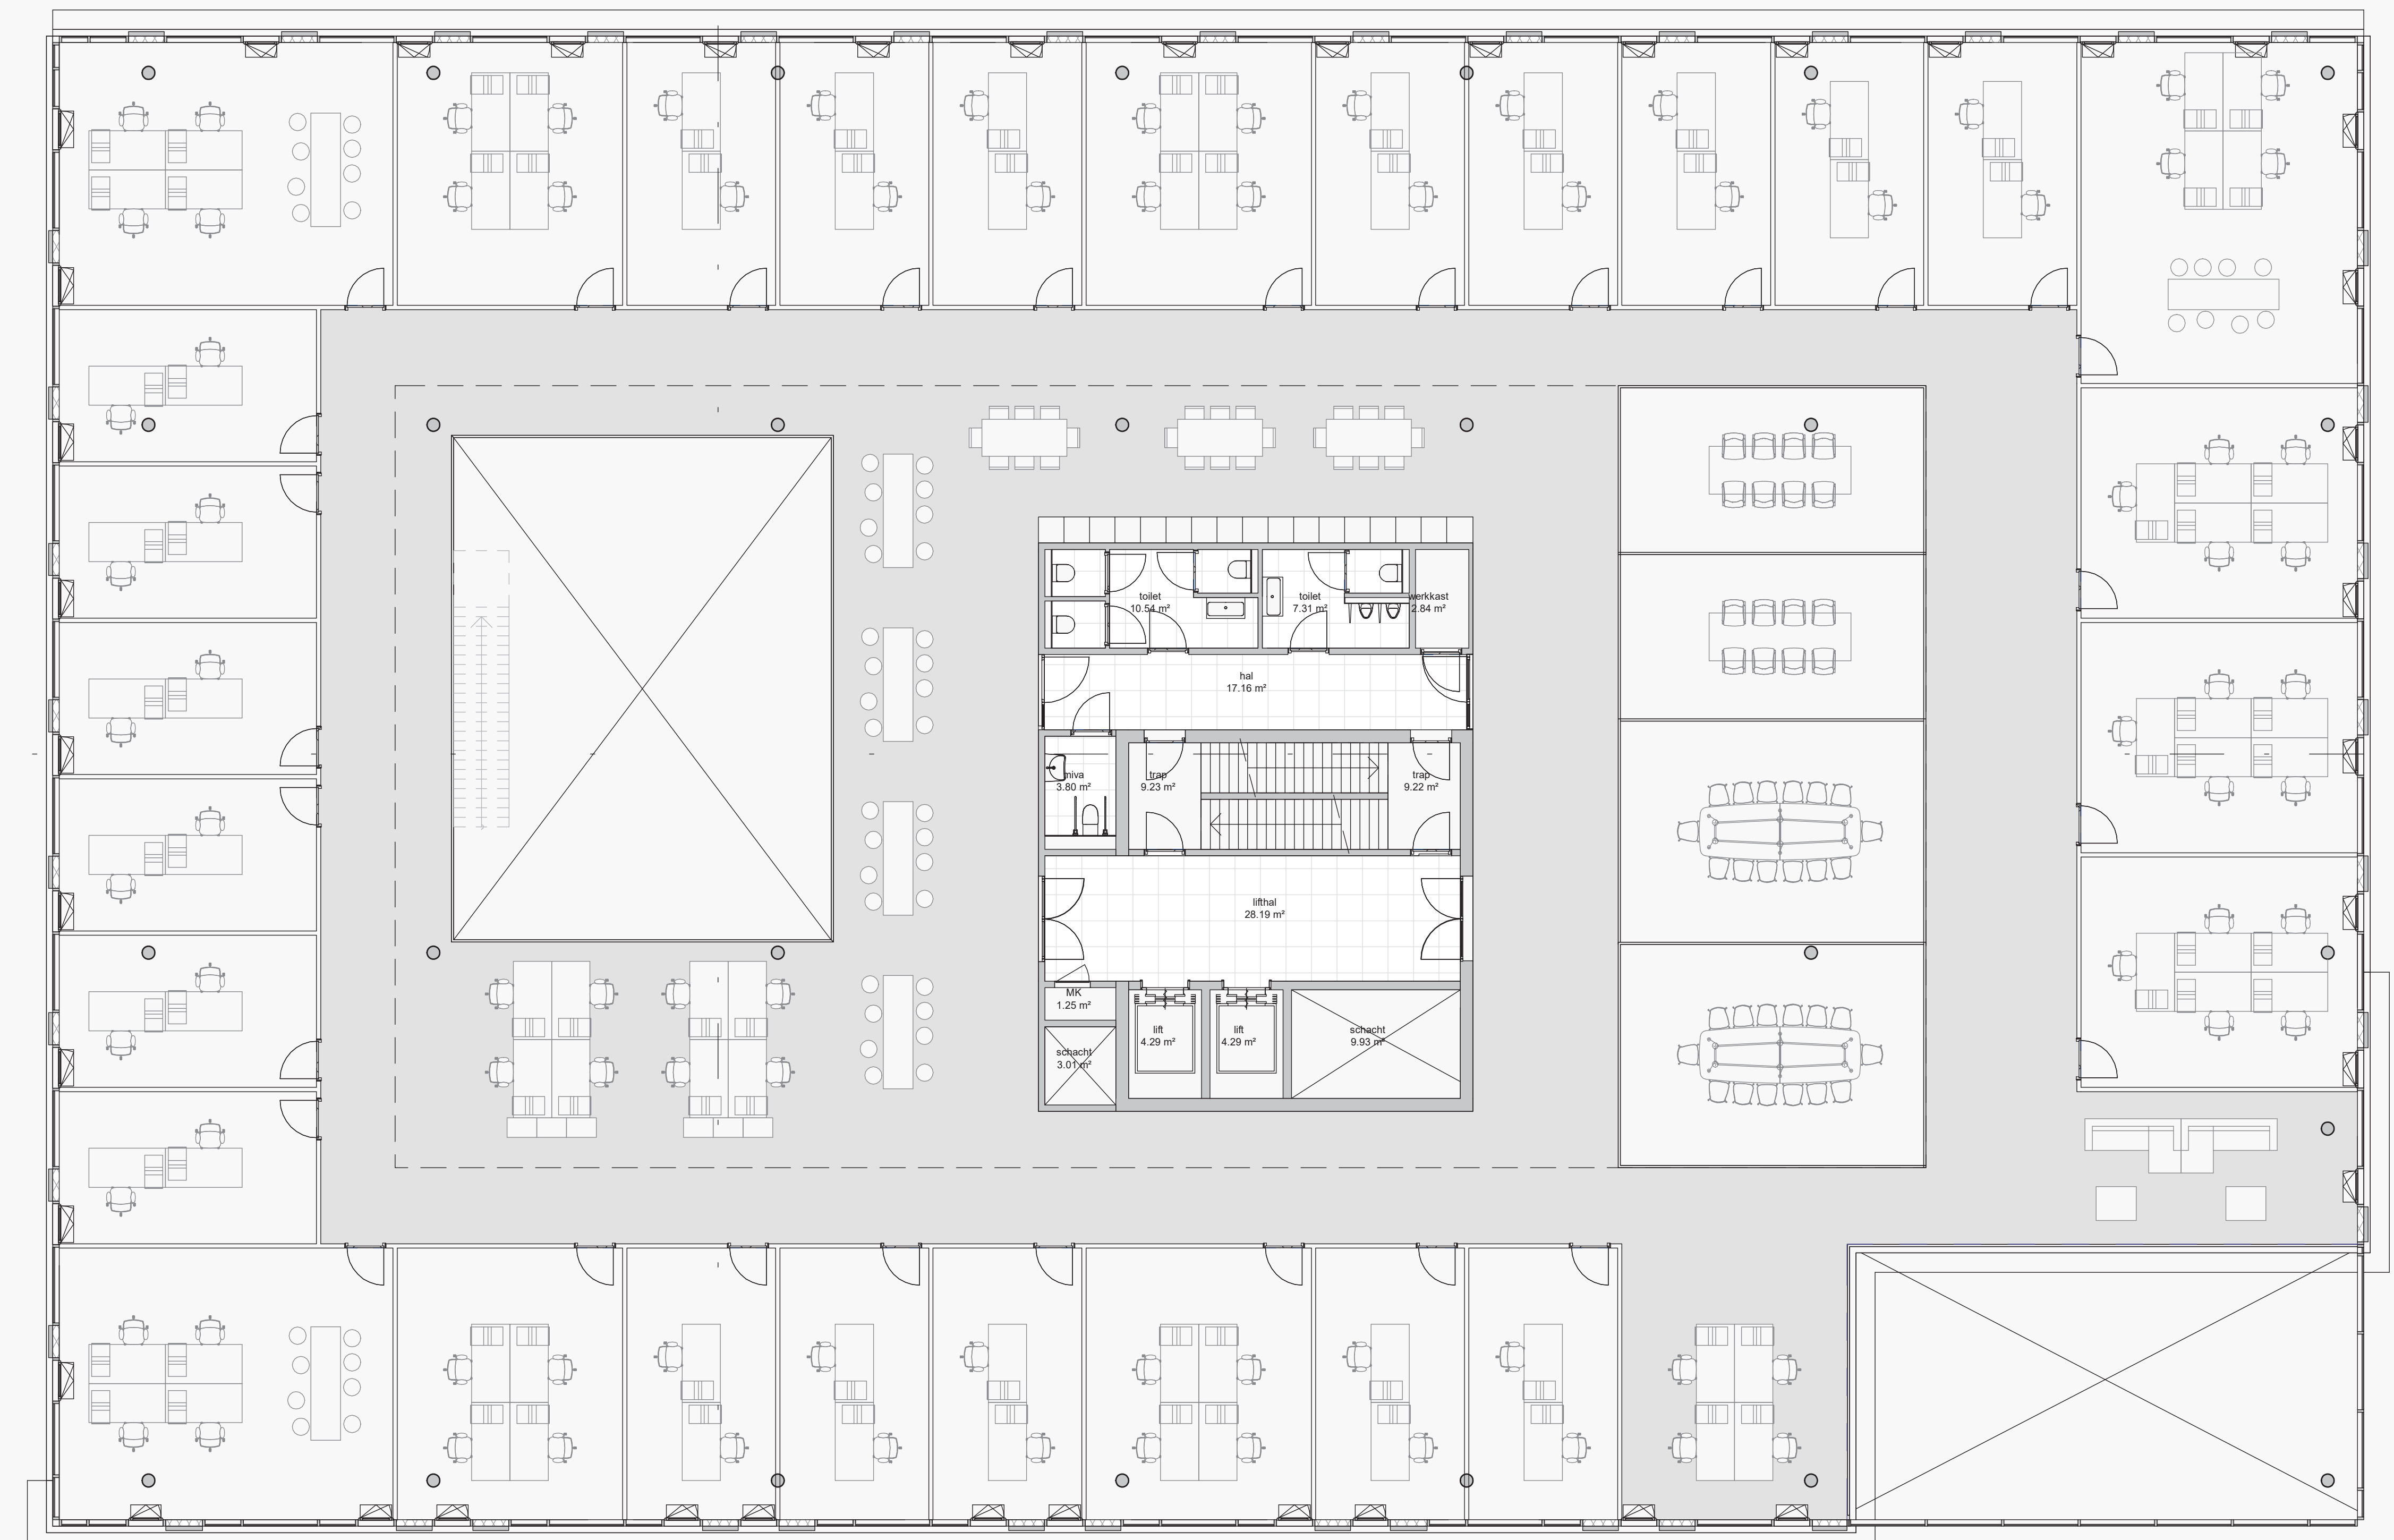 toilet
10.54 m²
toilet
7.31 m²
werkkast
2.84 m²
hal
17.16 m²
miva
3.80 m²
trap
9.23 m²
trap
9.22 m²
lifthal
28.19 m²
MK
1.25 m²
lift
4.29 m²
lift
4.29 m²
schacht
9.93 m²
schacht
3.01 m²